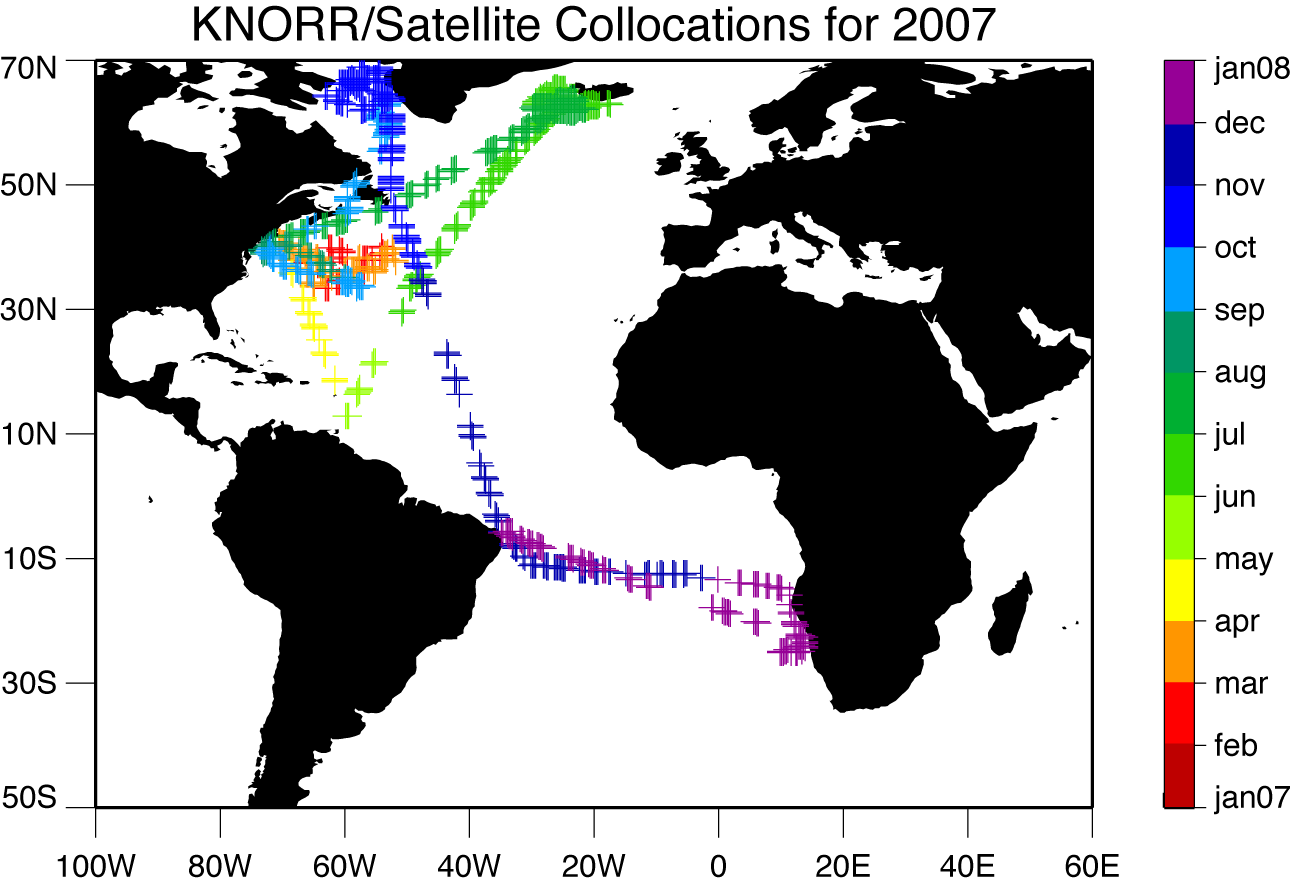 KNORR/Satellite Collocations for 2007
70N
50N
30N
10N
10S
30S
50S
100W 80W 60W 40W 20W 0 20E 40E 60E
jan08
dec
nov
oct
sep
aug
jul
jun
may
apr
mar
feb
jan07